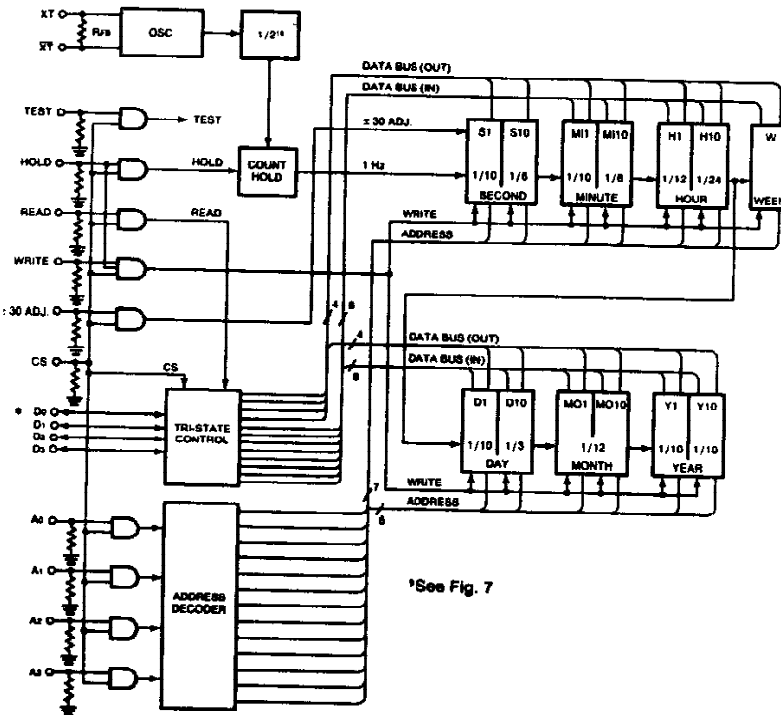 XT
XT
Rfs
OSC
1/2¹⁵
DATA BUS (OUT)
DATA BUS (IN)
± 30 ADJ.
1 Hz
TEST
TEST
HOLD
HOLD
COUNT HOLD
READ
READ
WRITE
: 30 ADJ.
CS
CS
S1 S10
1/10 1/6
SECOND
MI1 MI10
1/10 1/6
MINUTE
H1 H10
1/12 1/24
HOUR
W
WEEK
WRITE
ADDRESS
4
8
4
8
DATA BUS (OUT)
DATA BUS (IN)
* D0
D1
D2
D3
TRI-STATE CONTROL
D1 D10
1/10 1/3
DAY
MO1 MO10
1/12
MONTH
Y1 Y10
1/10 1/10
YEAR
WRITE
ADDRESS
7
6
A0
A1
A2
A3
ADDRESS DECODER
*See Fig. 7